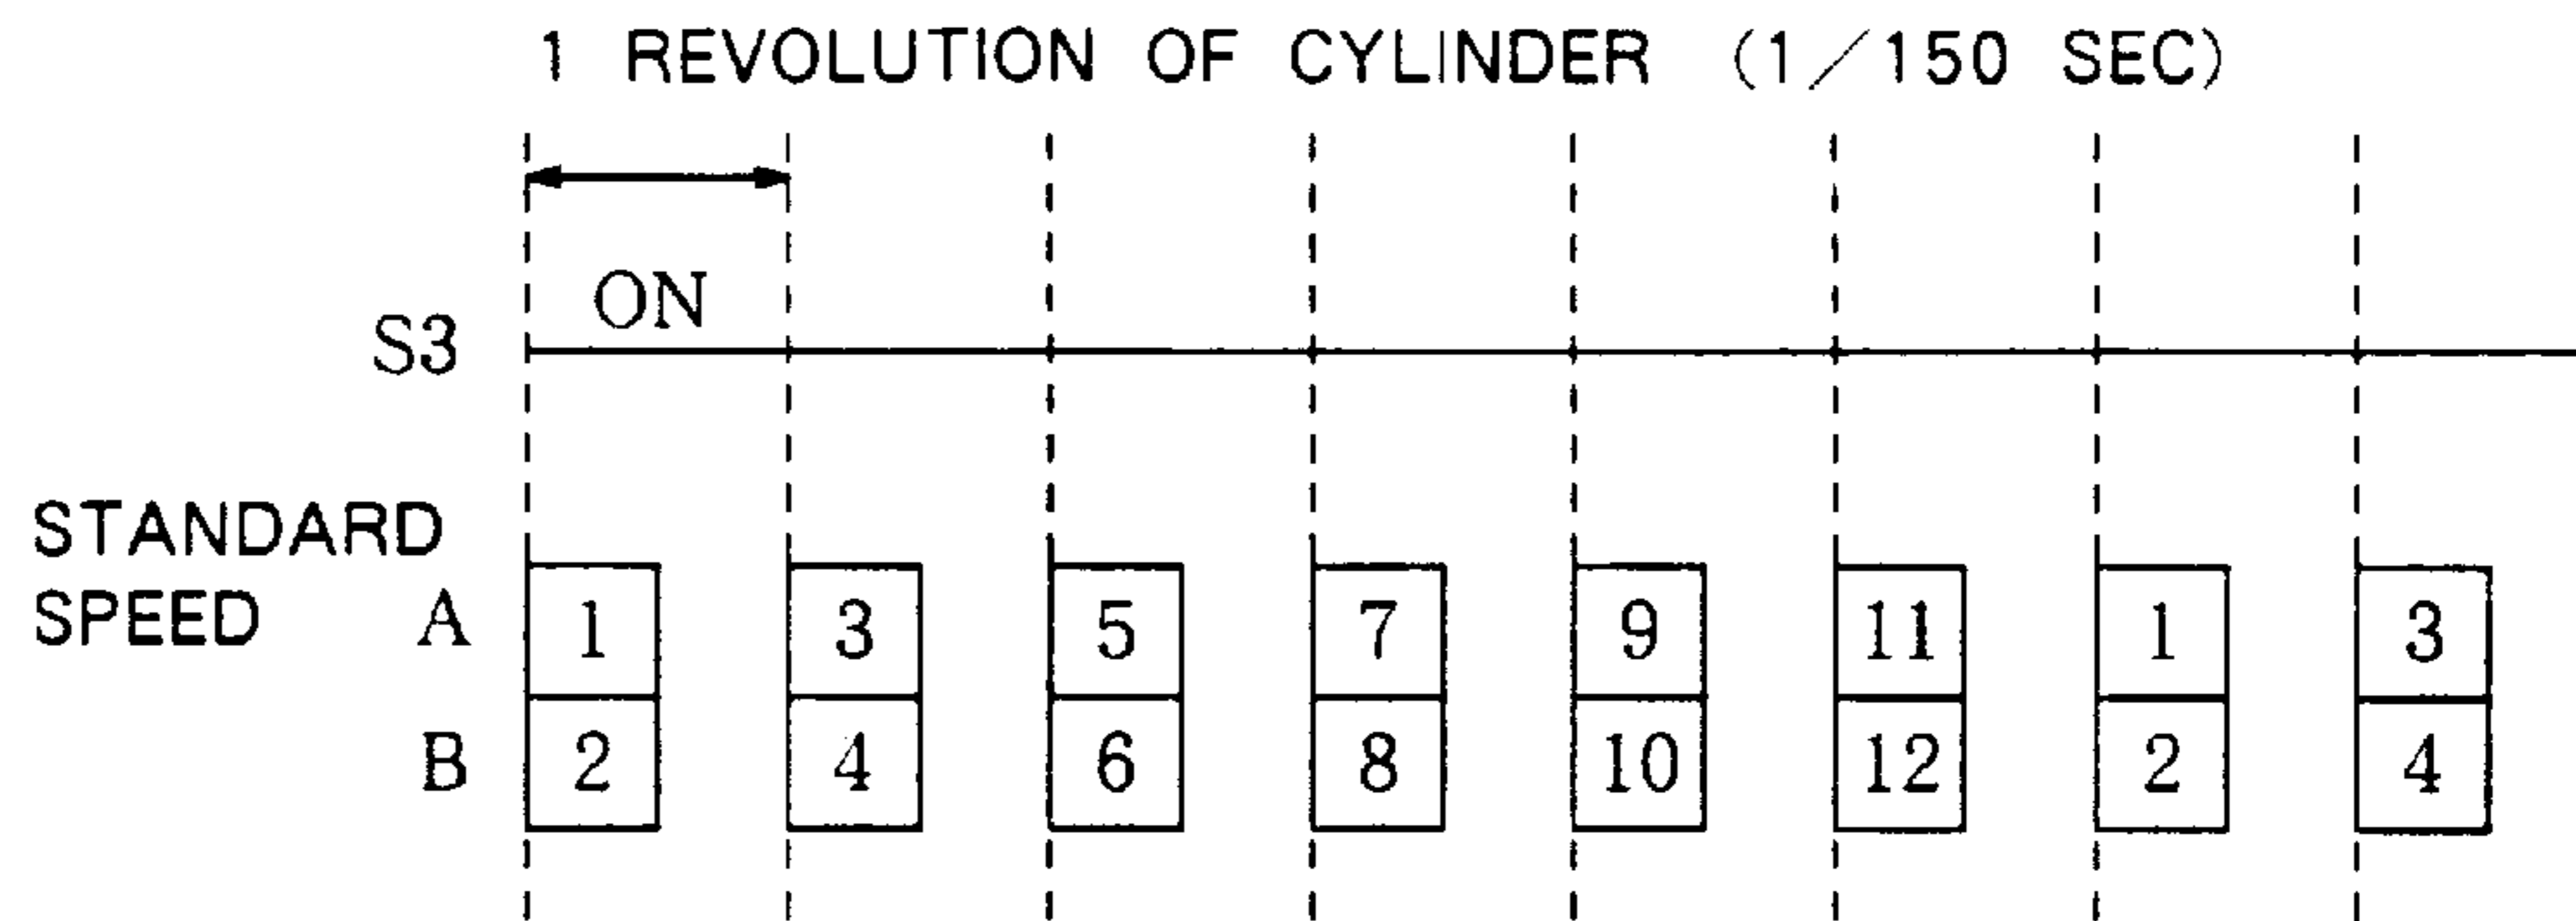 1 REVOLUTION OF CYLINDER (1/150 SEC)
ON
S3
STANDARD
SPEED
A 1 3 5 7 9 11 1 3
B 2 4 6 8 10 12 2 4